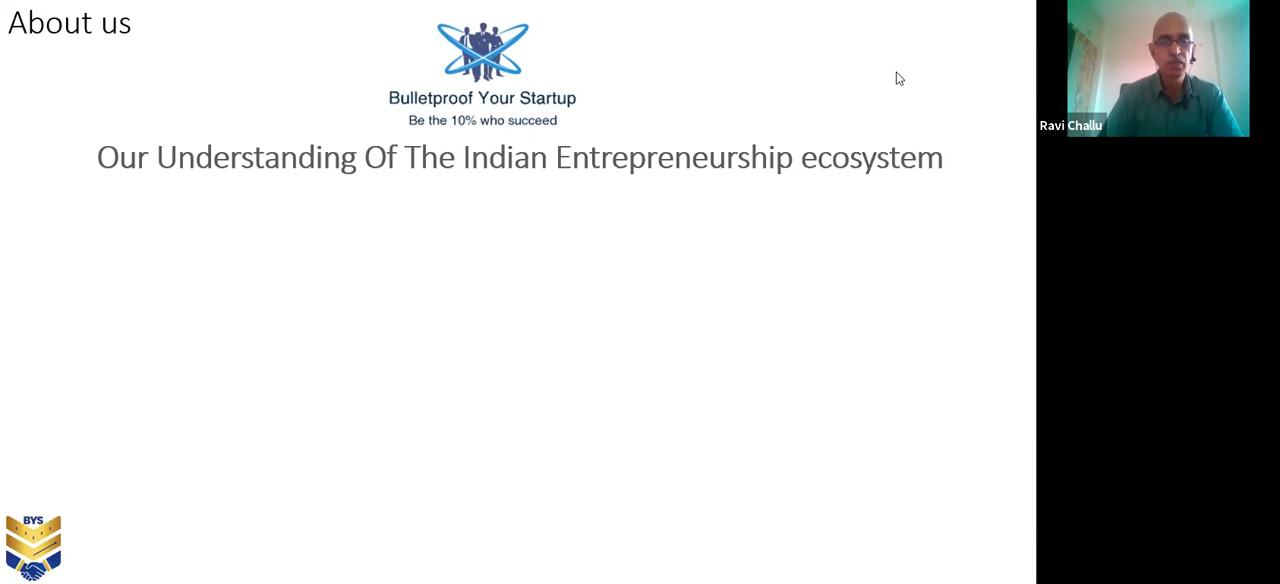 About us
Bulletproof Your Startup
Be the 10% who succeed
Ravi Challu
Our Understanding Of The Indian Entrepreneurship ecosystem
BYS